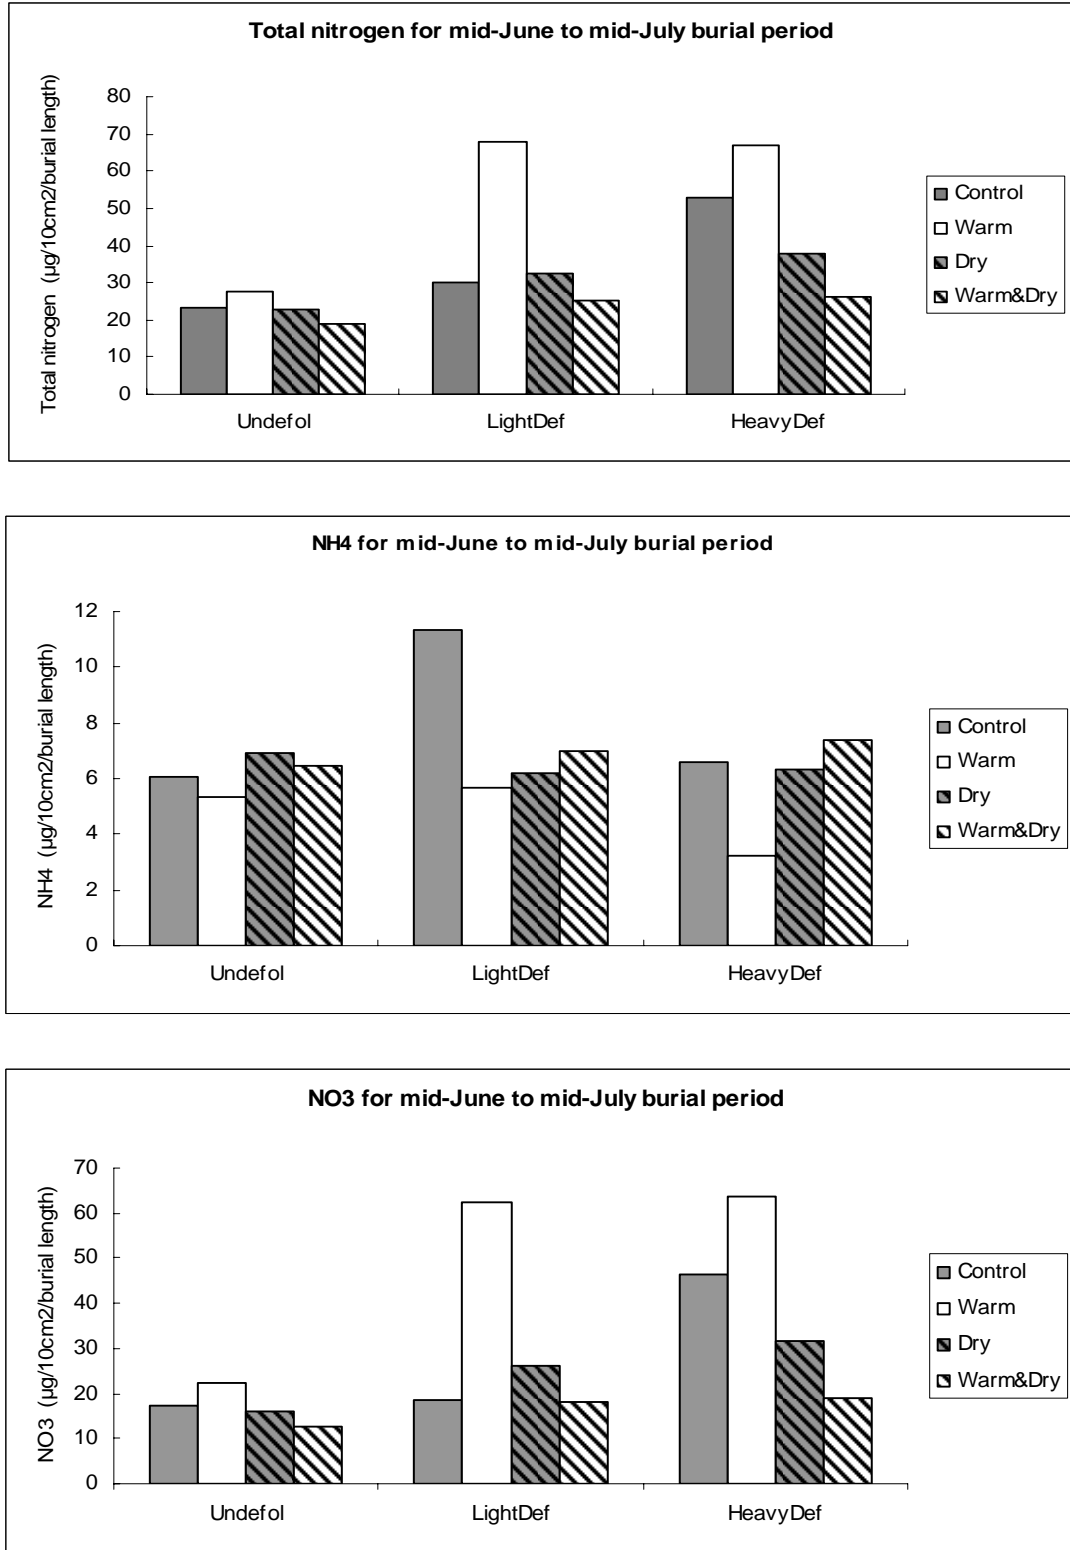 Total nitrogen for mid-June to mid-July burial period
Total nitrogen (µg/10cm2/burial length)
80
70
60
50
40
30
20
10
0
Undefol LightDef HeavyDef
Control
Warm
Dry
Warm&Dry
NH4 for mid-June to mid-July burial period
NH4 (µg/10cm2/burial length)
12
10
8
6
4
2
0
Undefol LightDef HeavyDef
Control
Warm
Dry
Warm&Dry
NO3 for mid-June to mid-July burial period
NO3 (µg/10cm2/burial length)
70
60
50
40
30
20
10
0
Undefol LightDef HeavyDef
Control
Warm
Dry
Warm&Dry